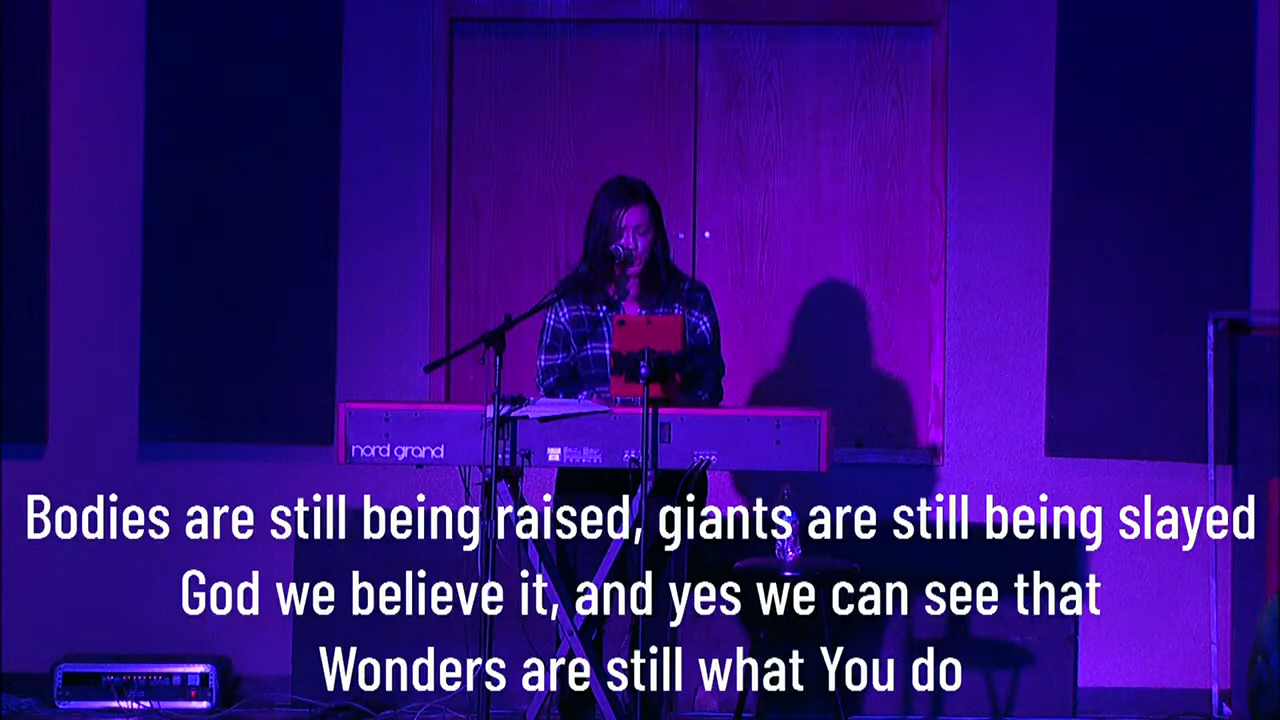 nord grand
Bodies are still being raised, giants are still being slayed
God we believe it, and yes we can see that
Wonders are still what You do